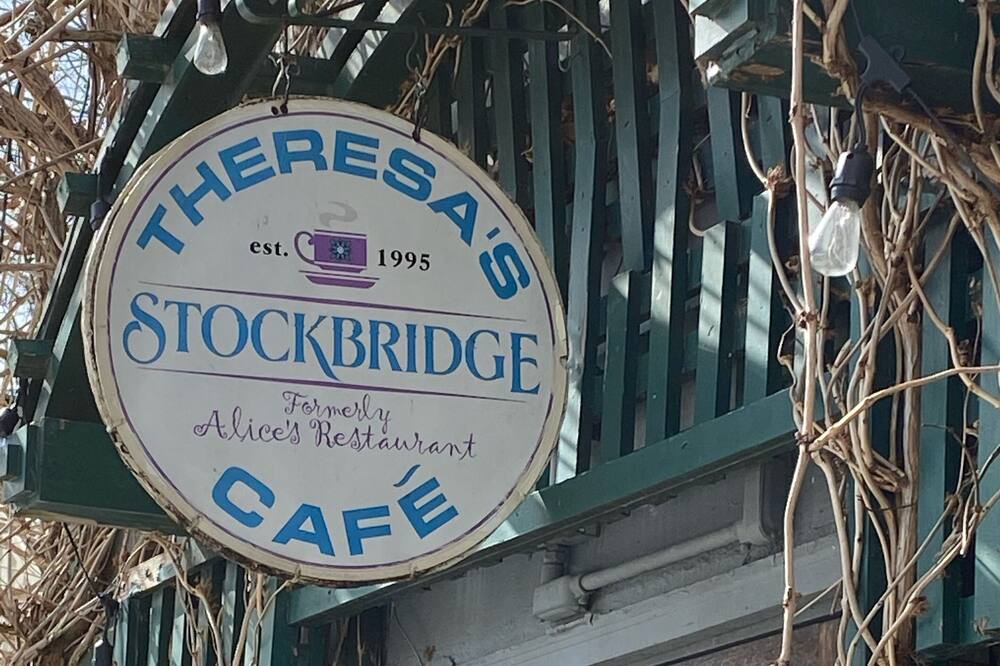 THERESA'S
est. 1995
STOCKBRIDGE
Formerly
Alice's Restaurant
CAFÉ